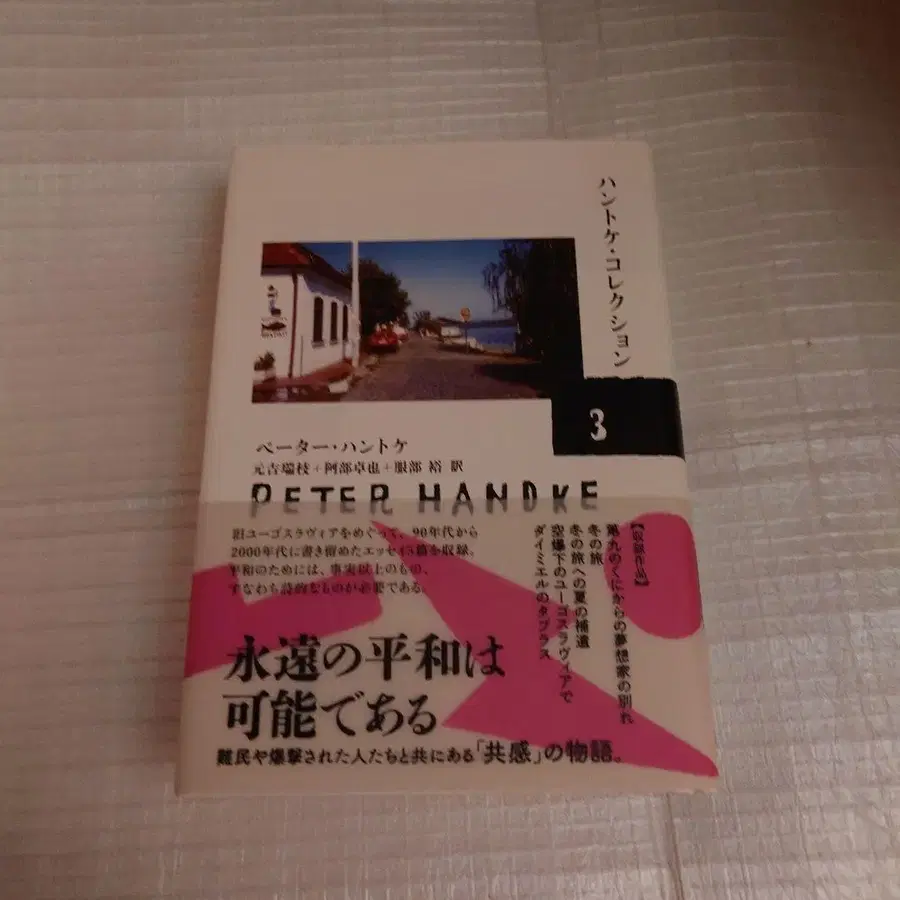 ハントケ・コレクション
3
ペーター・ハントケ
元吉瑞枝+阿部卓也+服部 裕 訳
PETER HANDKE
旧ユーゴスラヴィアをめぐって、90年代から
2000年代に書き留めたエッセイ5篇を収録。
平和のためには、事実以上のもの、
すなわち詩的なものが必要である。
【収録作品】
第九のくにからの夢想家の別れ
冬の旅
冬の旅への夏の補遺
空爆下のユーゴスラヴィアで
ダイミエルのタブラス
永遠の平和は
可能である
難民や爆撃された人たちと共にある「共感」の物語。